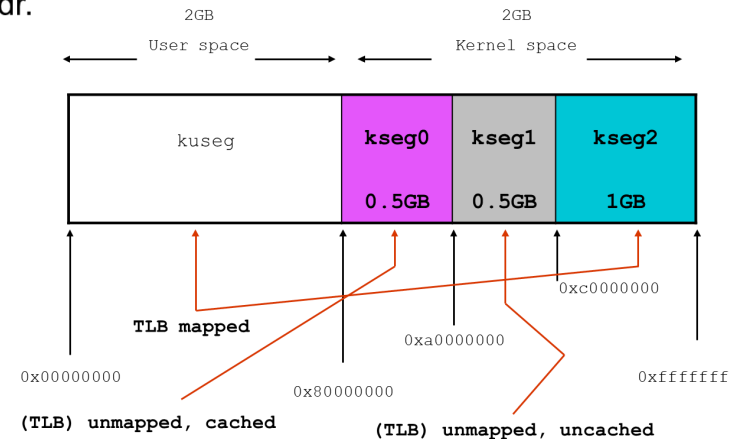 dr.
2GB 2GB
User space Kernel space
kuseg kseg0 kseg1 kseg2
0.5GB 0.5GB 1GB
0xc0000000
TLB mapped
0xa0000000
0x00000000 0xfffffff
0x80000000
(TLB) unmapped, cached
(TLB) unmapped, uncached